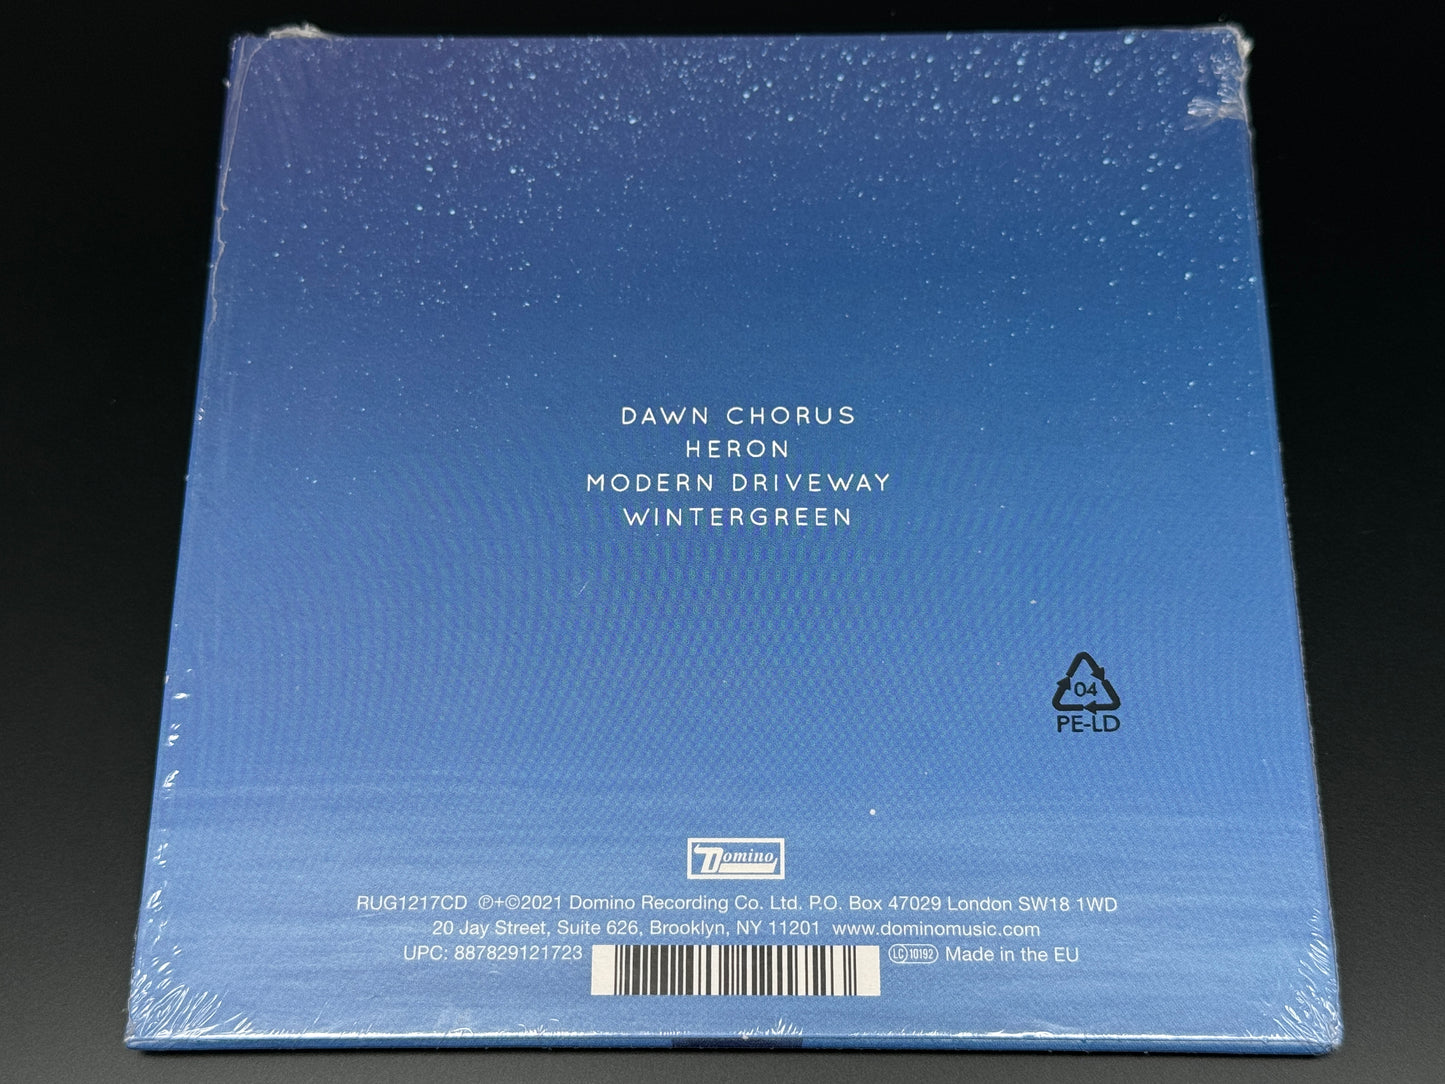 DAWN CHORUS
HERON
MODERN DRIVEWAY
WINTERGREEN
04
PE-LD
Domino
RUG1217CD ℗+©2021 Domino Recording Co. Ltd. P.O. Box 47029 London SW18 1WD
20 Jay Street, Suite 626, Brooklyn, NY 11201 www.dominomusic.com
UPC: 887829121723 LC 10192 Made in the EU